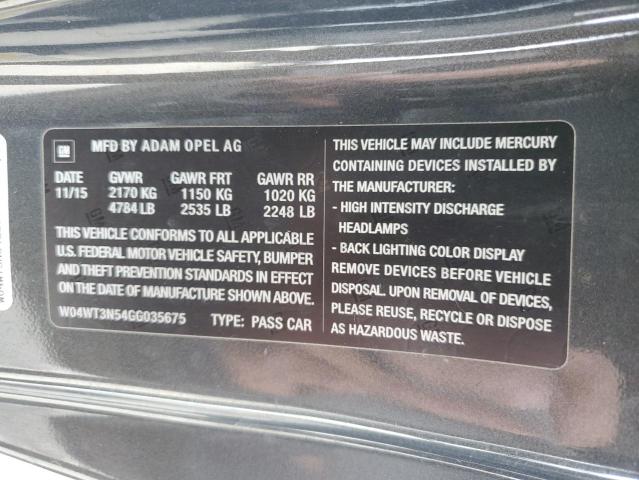 GM MFD BY ADAM OPEL AG
DATE GVWR GAWR FRT GAWR RR
11/15 2170 KG 1150 KG 1020 KG
4784 LB 2535 LB 2248 LB
THIS VEHICLE CONFORMS TO ALL APPLICABLE
U.S. FEDERAL MOTOR VEHICLE SAFETY, BUMPER
AND THEFT PREVENTION STANDARDS IN EFFECT
ON THE DATE OF MANUFACTURE SHOWN ABOVE.
W04WT3N54GG035675 TYPE: PASS CAR
THIS VEHICLE MAY INCLUDE MERCURY
CONTAINING DEVICES INSTALLED BY
THE MANUFACTURER:
- HIGH INTENSITY DISCHARGE
HEADLAMPS
- BACK LIGHTING COLOR DISPLAY
REMOVE DEVICES BEFORE VEHICLE
DISPOSAL. UPON REMOVAL OF DEVICES,
PLEASE REUSE, RECYCLE OR DISPOSE
AS HAZARDOUS WASTE.